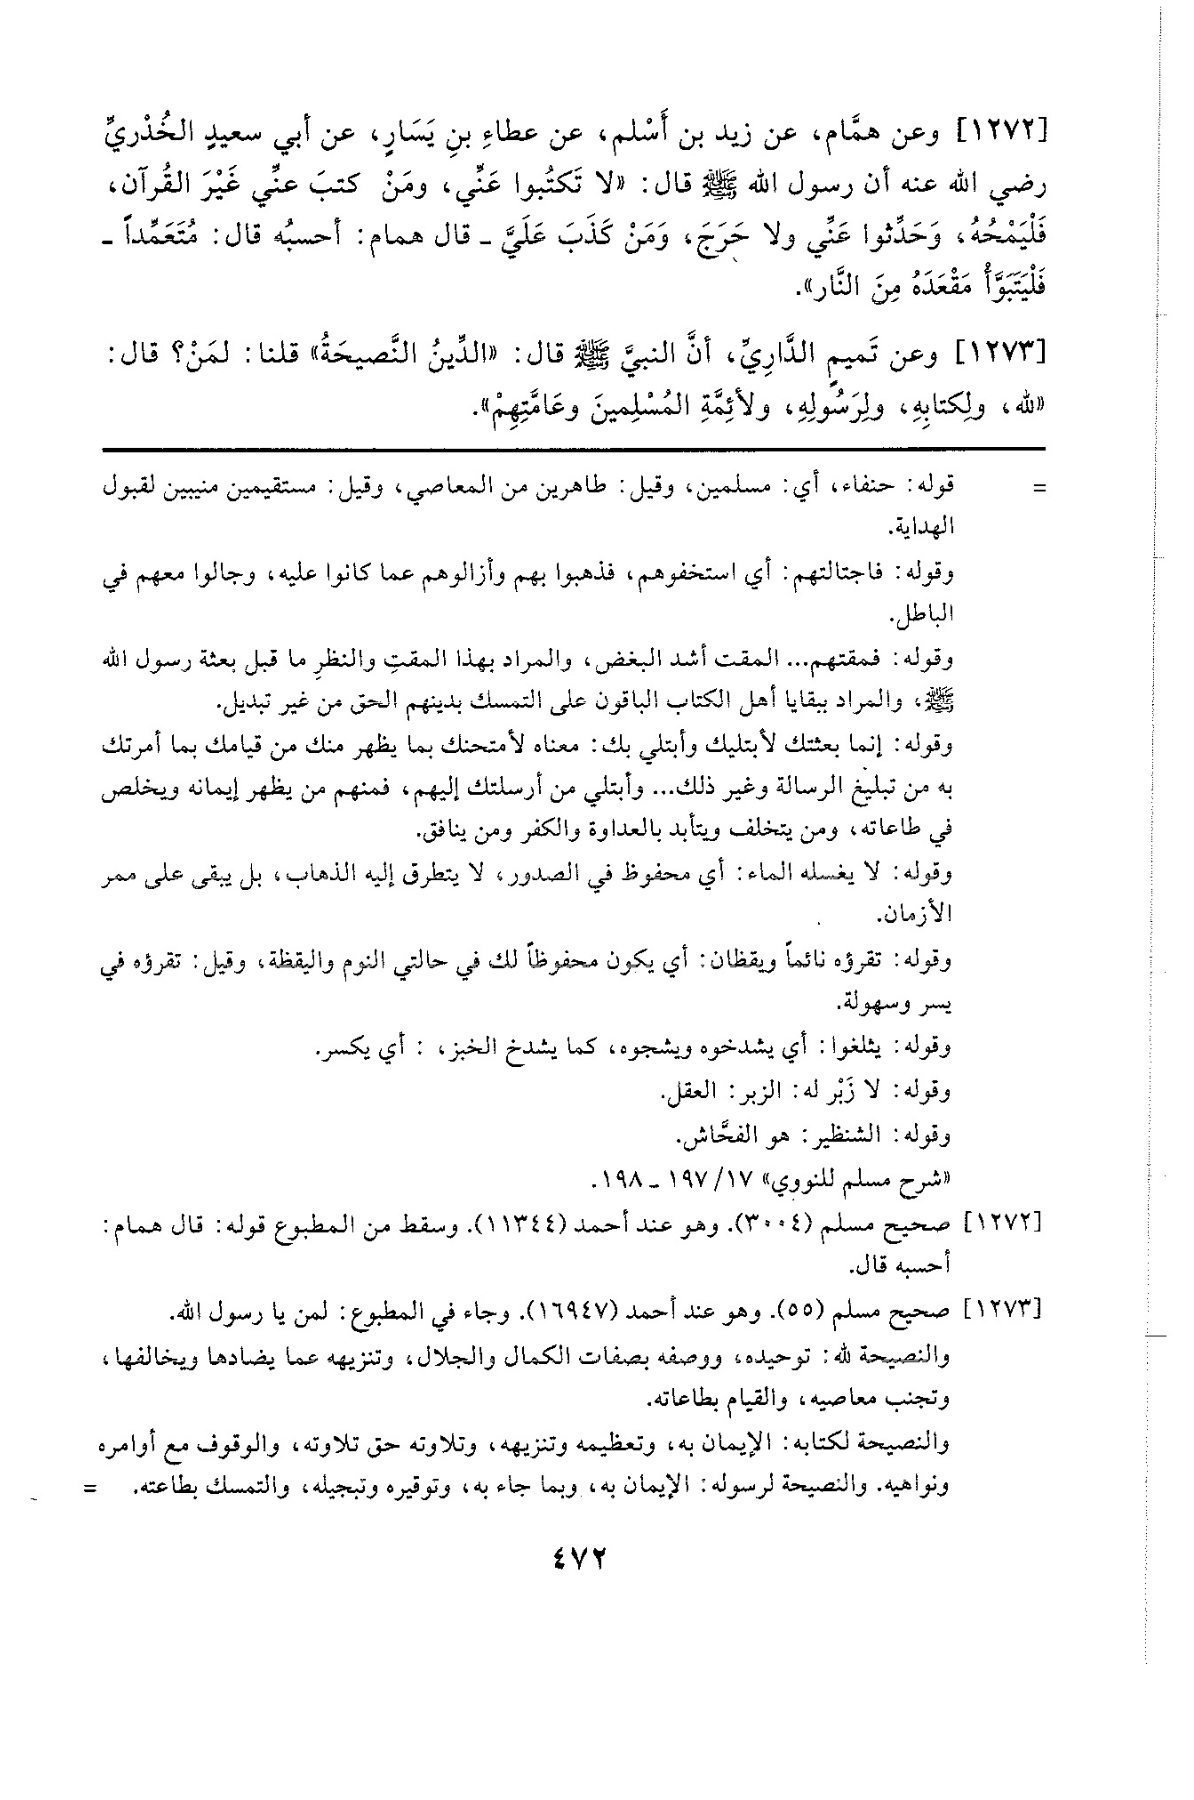 [١٢٧٢] وعن همَّام، عن زيد بن أَسْلم، عن عطاءِ بنِ يَسَارٍ، عن أبي سعيدٍ الخُدْريِّ
رضي الله عنه أن رسول الله ﷺ قال: «لا تَكتُبوا عَنِّي، ومَنْ كتبَ عنِّي غَيْرَ القُرآن،
فَلْيَمْحُهُ، وَحَدِّثوا عَنِّي ولا حَرَجَ، وَمَنْ كَذَبَ عَلَيَّ ـ قال همام: أحسبُه قال: مُتَعَمِّداً ـ
فَلْيَتَبَوَّأْ مَقْعَدَهُ مِنَ النَّار».
[١٢٧٣] وعن تَميمٍ الدَّاريِّ، أنَّ النبيَّ ﷺ قال: «الدِّينُ النَّصيحَةُ» قلنا: لمَنْ؟ قال:
«لله، ولِكتابِهِ، ولِرَسُولِهِ، ولأئِمَّةِ المُسْلِمينَ وعَامَّتِهِمْ».
= قوله: حنفاء، أي: مسلمين، وقيل: طاهرين من المعاصي، وقيل: مستقيمين منيبين لقبول
الهداية.
وقوله: فاجتالتهم: أي استخفوهم، فذهبوا بهم وأزالوهم عما كانوا عليه، وجالوا معهم في
الباطل.
وقوله: فمقتهم... المقت أشد البغض، والمراد بهذا المقتِ والنظرِ ما قبل بعثة رسول الله
ﷺ، والمراد ببقايا أهل الكتاب الباقون على التمسك بدينهم الحق من غير تبديل.
وقوله: إنما بعثتك لأبتليك وأبتلي بك: معناه لأمتحنك بما يظهر منك من قيامك بما أمرتك
به من تبليغ الرسالة وغير ذلك... وأبتلي من أرسلتك إليهم، فمنهم من يظهر إيمانه ويخلص
في طاعاته، ومن يتخلف ويتأبد بالعداوة والكفر ومن ينافق.
وقوله: لا يغسله الماء: أي محفوظ في الصدور، لا يتطرق إليه الذهاب، بل يبقى على ممر
الأزمان.
وقوله: تقرؤه نائماً ويقظان: أي يكون محفوظاً لك في حالتي النوم واليقظة، وقيل: تقرؤه في
يسر وسهولة.
وقوله: يثلغوا: أي يشدخوه ويشجوه، كما يشدخ الخبز، : أي يكسر.
وقوله: لا زَبْر له: الزبر: العقل.
وقوله: الشنظير: هو الفحَّاش.
«شرح مسلم للنووي» ١٩٧/١٧ ـ ١٩٨.
[١٢٧٢] صحيح مسلم (٣٠٠٤). وهو عند أحمد (١١٣٤٤). وسقط من المطبوع قوله: قال همام:
أحسبه قال.
[١٢٧٣] صحيح مسلم (٥٥). وهو عند أحمد (١٦٩٤٧). وجاء في المطبوع: لمن يا رسول الله.
والنصيحة لله: توحيده، ووصفه بصفات الكمال والجلال، وتنزيهه عما يضادها ويخالفها،
وتجنب معاصيه، والقيام بطاعاته.
والنصيحة لكتابه: الإيمان به، وتعظيمه وتنزيهه، وتلاوته حق تلاوته، والوقوف مع أوامره
ونواهيه. والنصيحة لرسوله: الإيمان به، وبما جاء به، وتوقيره وتبجيله، والتمسك بطاعته. =
٤٧٢